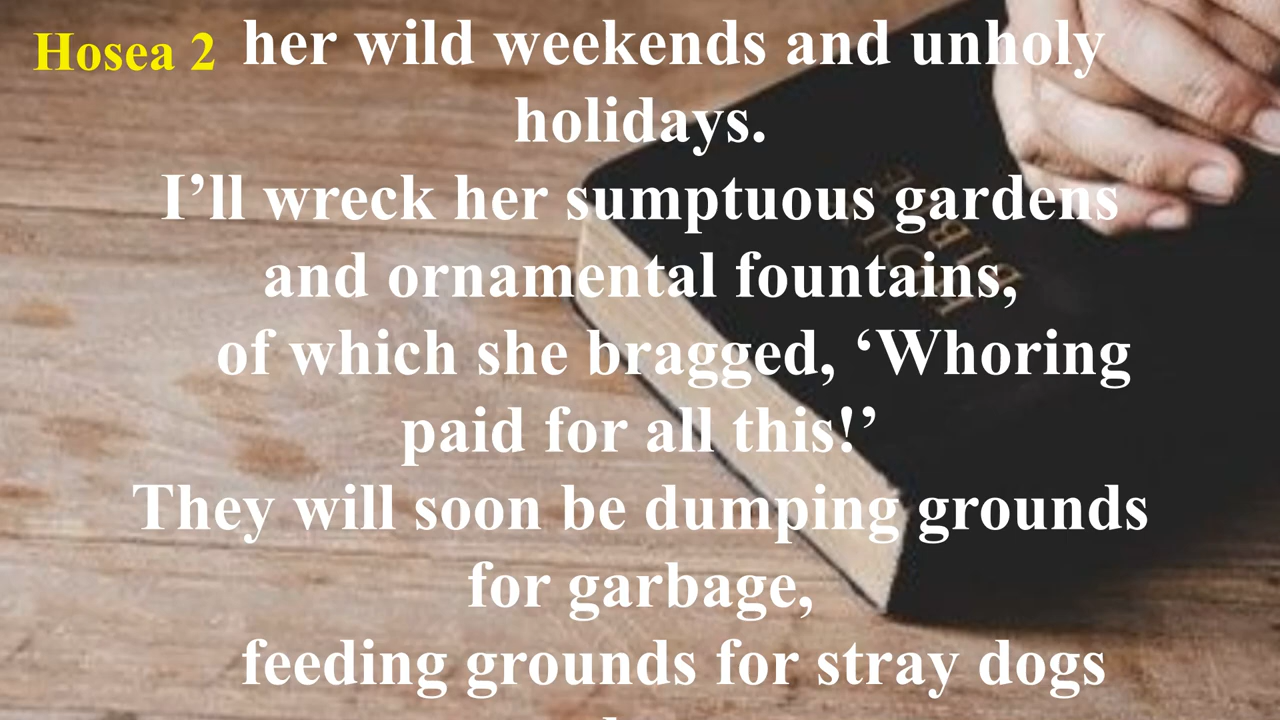 Hosea 2 her wild weekends and unholy
holidays.
I’ll wreck her sumptuous gardens
and ornamental fountains,
of which she bragged, ‘Whoring
paid for all this!’
They will soon be dumping grounds
for garbage,
feeding grounds for stray dogs
HOLY
BIBLE